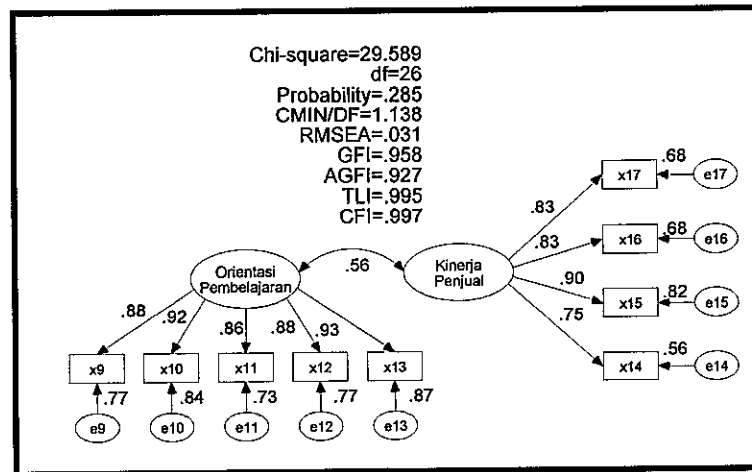 Chi-square=29.589
df=26
Probability=.285
CMIN/DF=1.138
RMSEA=.031
GFI=.958
AGFI=.927
TLI=.995
CFI=.997
.68
x17
e17
.83
.68
x16
e16
.83
.56
Orientasi
Pembelajaran
Kinerja
Penjual
.90
.82
x15
e15
.75
.56
x14
e14
.88
.92
.86
.88
.93
x9
x10
x11
x12
x13
.77
.84
.73
.77
.87
e9
e10
e11
e12
e13